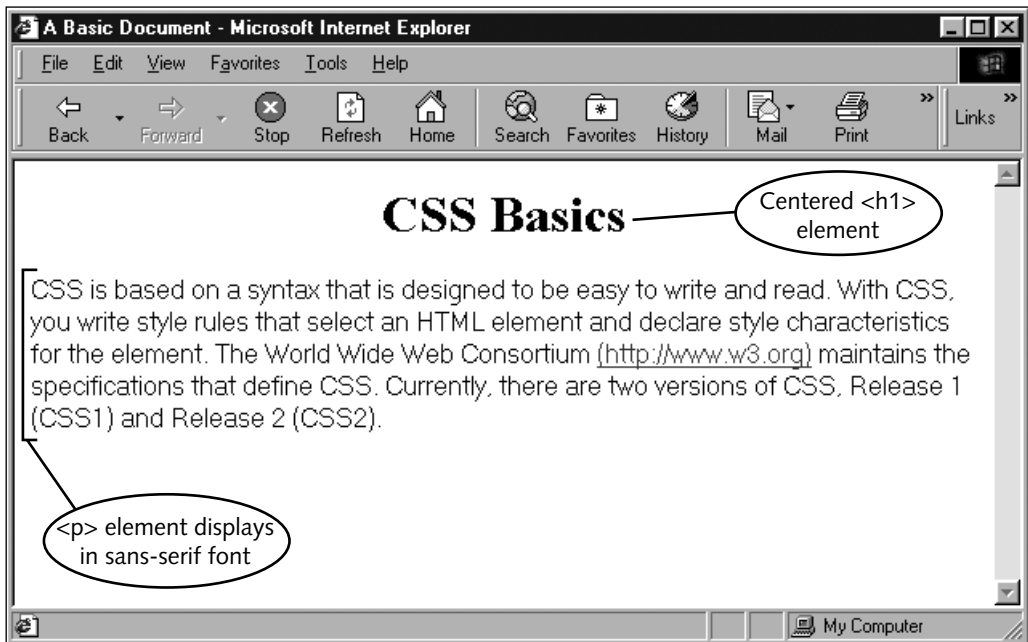 A Basic Document - Microsoft Internet Explorer
File Edit View Favorites Tools Help
Back Forward Stop Refresh Home Search Favorites History Mail Print » Links »
CSS Basics
Centered <h1>
element
CSS is based on a syntax that is designed to be easy to write and read. With CSS,
you write style rules that select an HTML element and declare style characteristics
for the element. The World Wide Web Consortium (http://www.w3.org) maintains the
specifications that define CSS. Currently, there are two versions of CSS, Release 1
(CSS1) and Release 2 (CSS2).
<p> element displays
in sans-serif font
My Computer